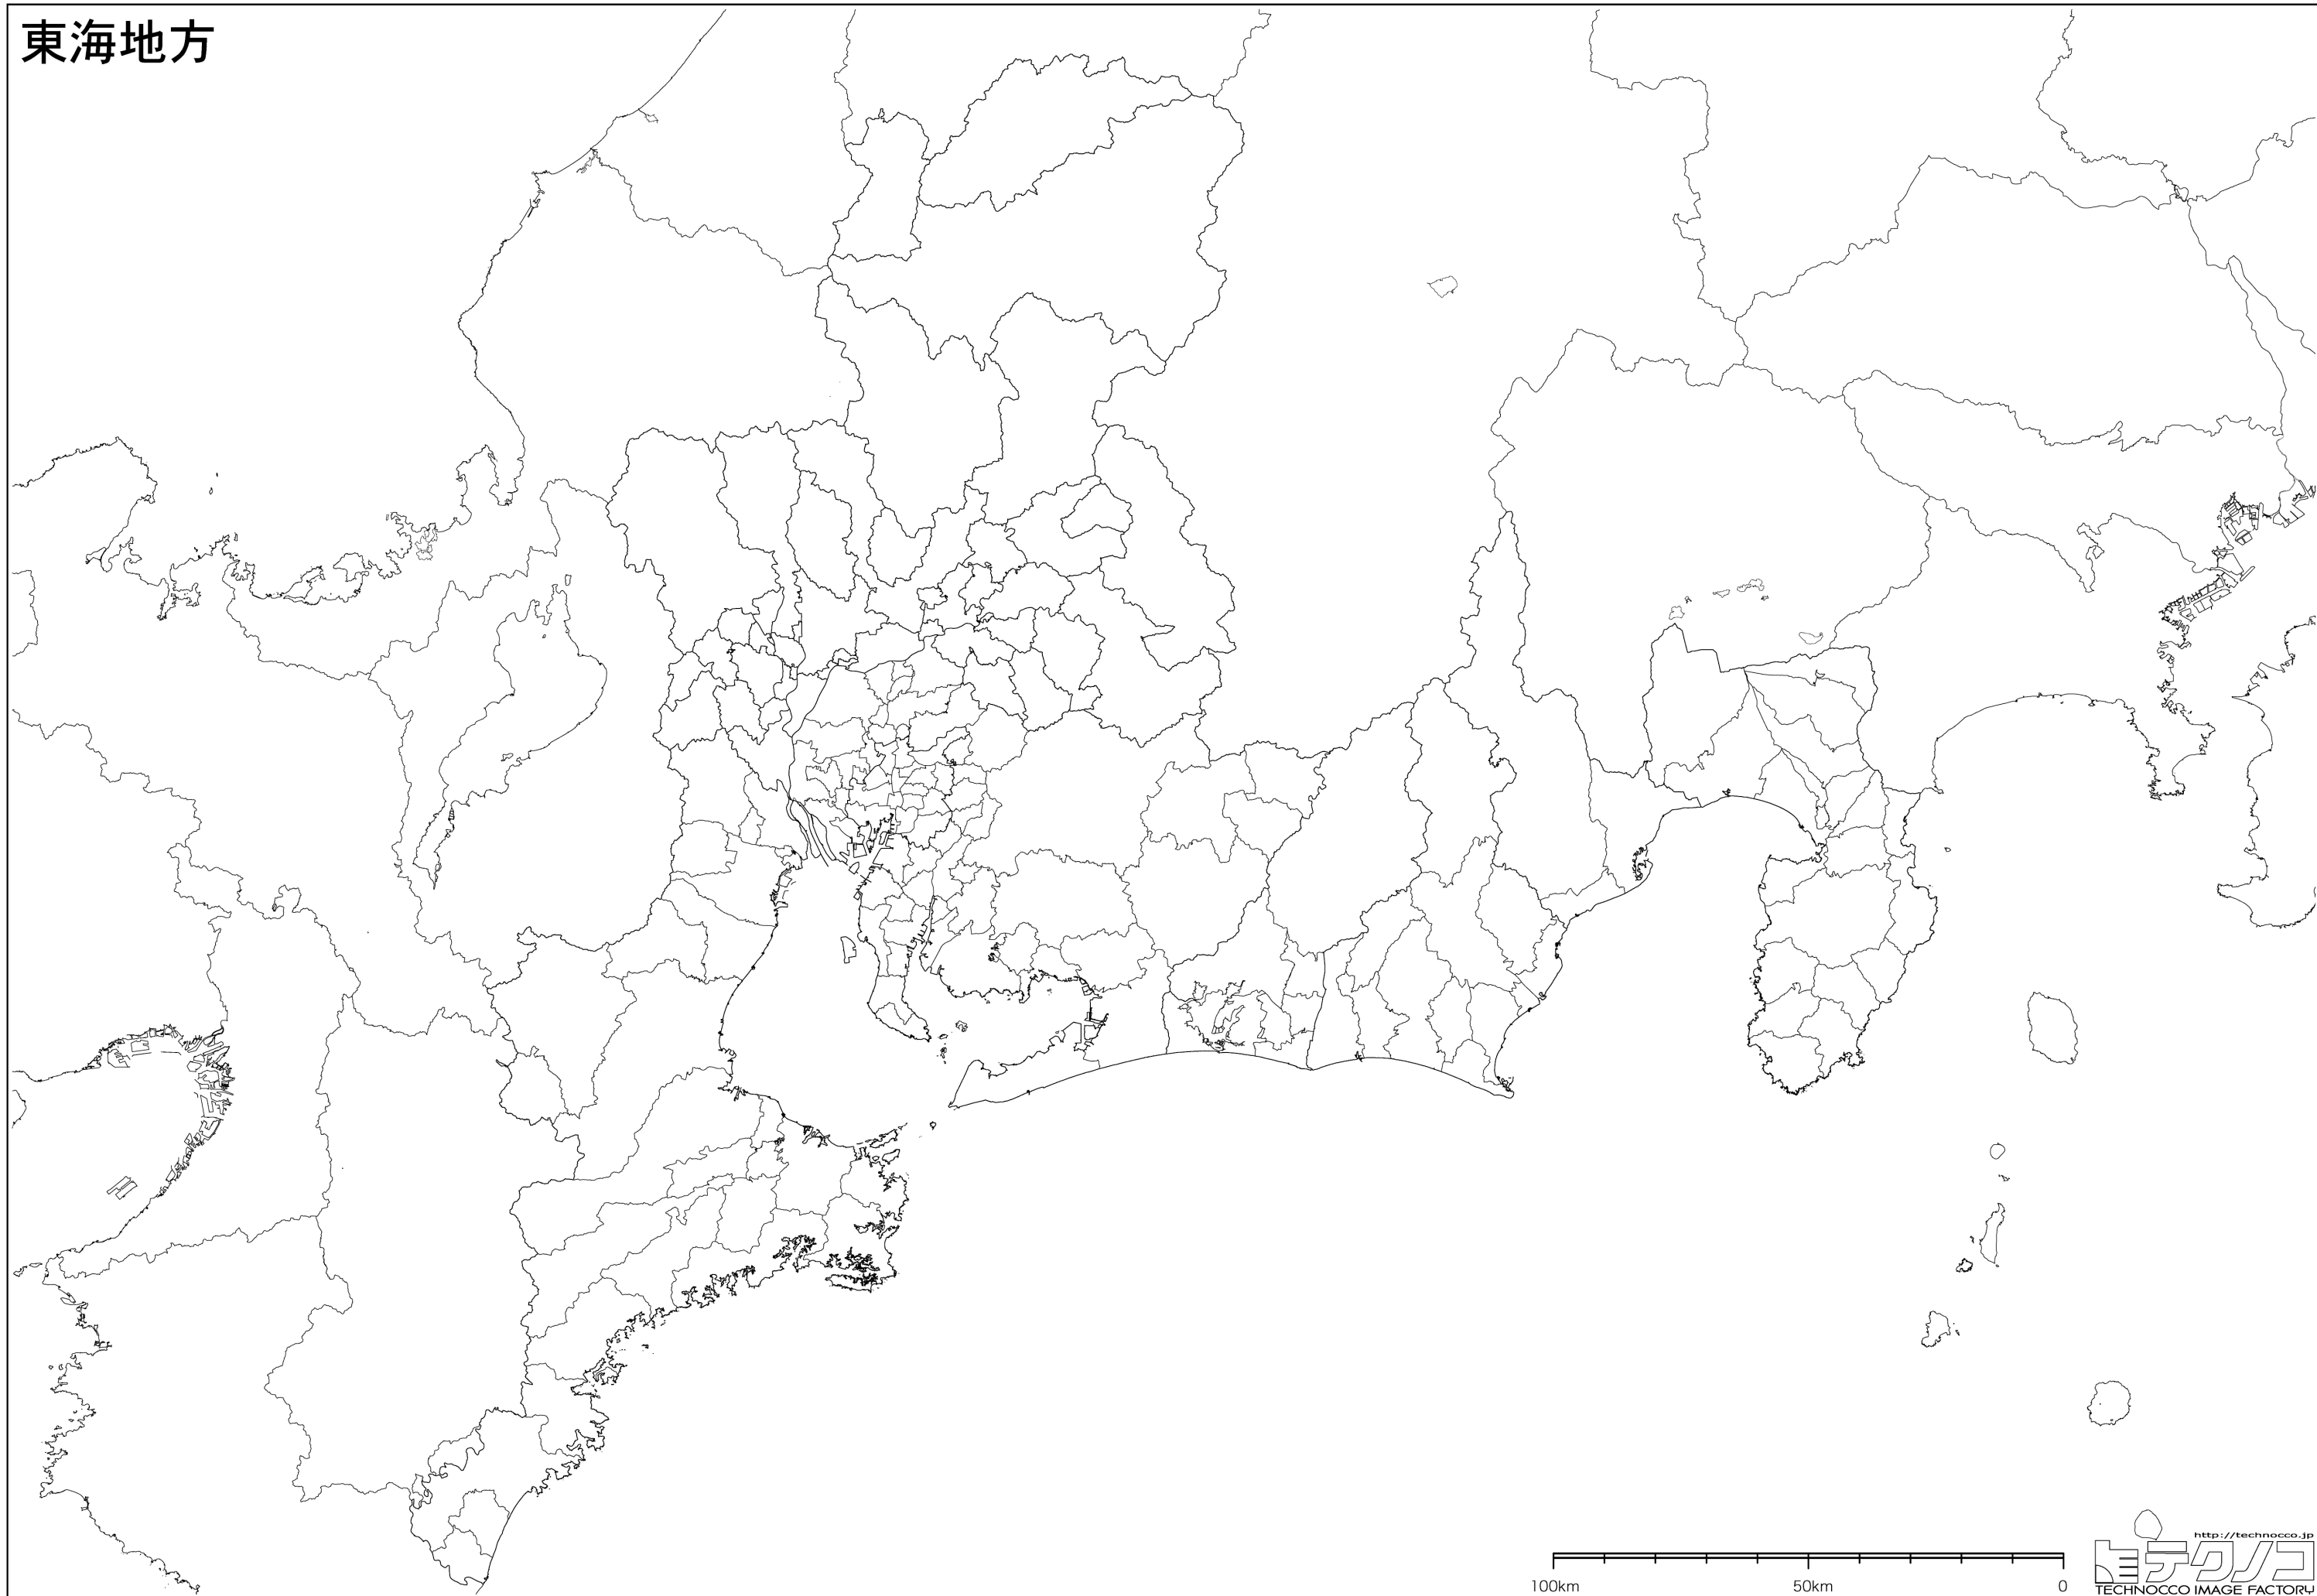 東海地方
100km
50km
0
http://technocco.jp
テクノコ
TECHNOCCO IMAGE FACTORY